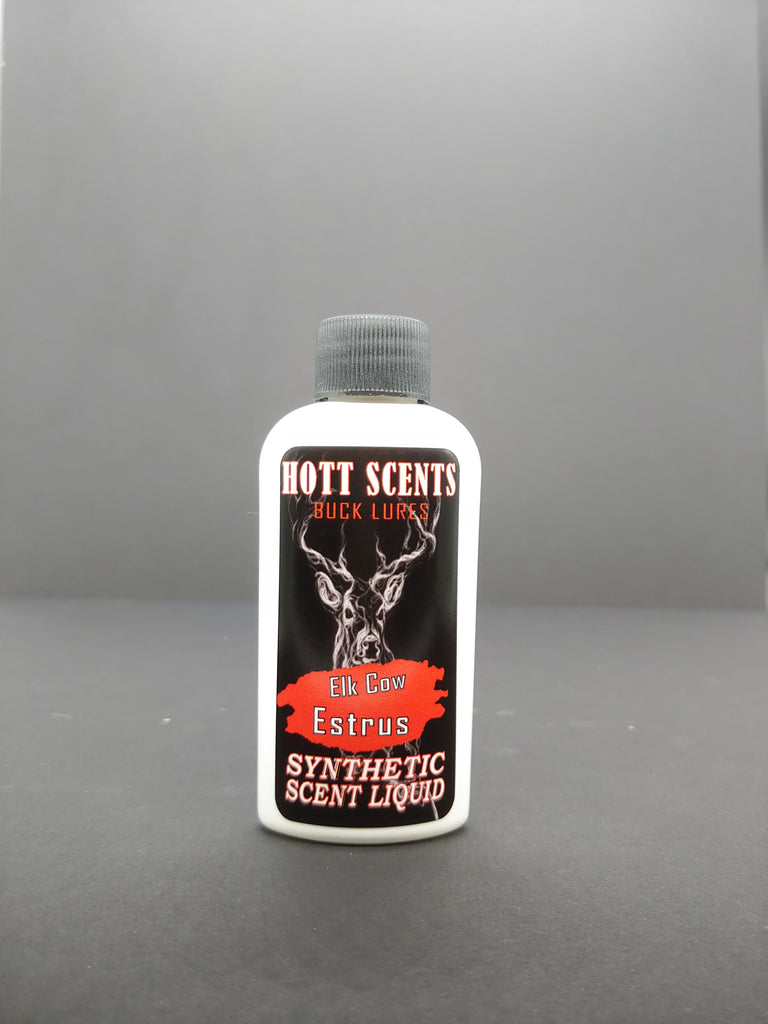 HOTT SCENTS
BUCK LURES
Elk Cow
Estrus
SYNTHETIC
SCENT LIQUID